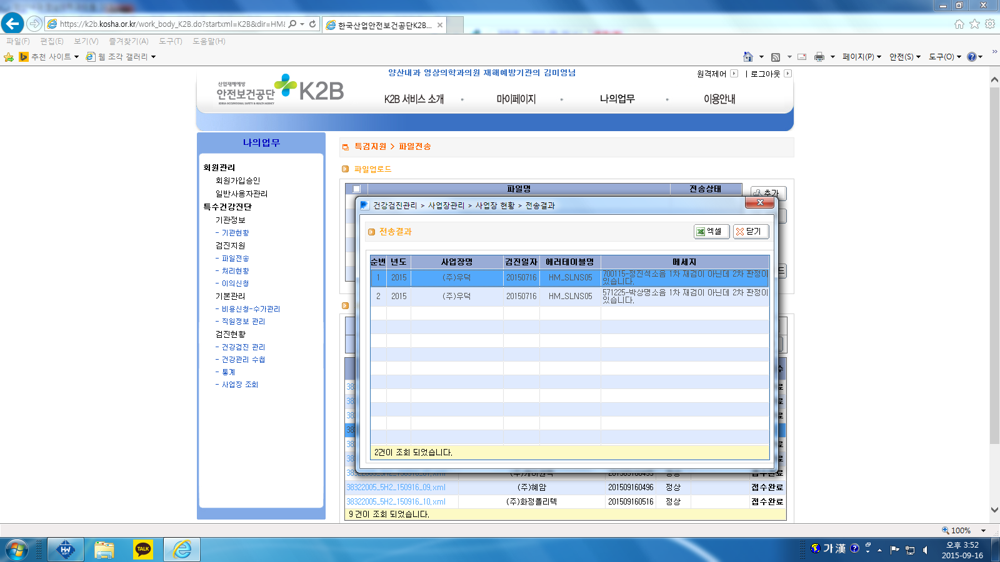 https://k2b.kosha.or.kr/work_body_K2B.do?startxml=K2B&dir=HM&
한국산업안전보건공단K2B...
파일(F) 편집(E) 보기(V) 즐겨찾기(A) 도구(T) 도움말(H)
추천 사이트 웹 조각 갤러리
페이지(P) 안전(S) 도구(O)
양산내과 영상의학과의원 재해예방기관의 김미영님
원격제어 | 로그아웃
산업재해예방
안전보건공단
KOREA OCCUPATIONAL SAFETY & HEALTH AGENCY
K2B
K2B 서비스 소개 마이페이지 나의업무 이용안내
나의업무
회원관리
회원가입승인
일반사용자관리
특수건강진단
기관정보
- 기관현황
검진지원
- 파일전송
- 처리현황
- 이의신청
기본관리
- 비용신청-수가관리
- 직원정보 관리
검진현황
- 건강검진 관리
- 건강관리 수첩
- 통계
- 사업장 조회
특검지원 > 파일전송
파일업로드
파일명 전송상태
추가
건강검진관리 > 사업장관리 > 사업장 현황 > 전송결과
전송결과
엑셀 닫기
순번 년도 사업장명 검진일자 에러테이블명 메세지
1 2015 (주)우덕 20150716 HM_SLNS05 700115-정진석소음 1차 재검이 아닌데 2차 판정이
있습니다.
2 2015 (주)우덕 20150716 HM_SLNS05 571225-박상명소음 1차 재검이 아닌데 2차 판정이
있습니다.
2건이 조회 되었습니다.
38322005_5H2_150916_09.xml (주)혜암 201509160496 정상 접수완료
38322005_5H2_150916_10.xml (주)화정폴리텍 201509160516 정상 접수완료
9 건이 조회 되었습니다.
100%
HW
SOFT
TALK
가 漢
오후 3:52
2015-09-16